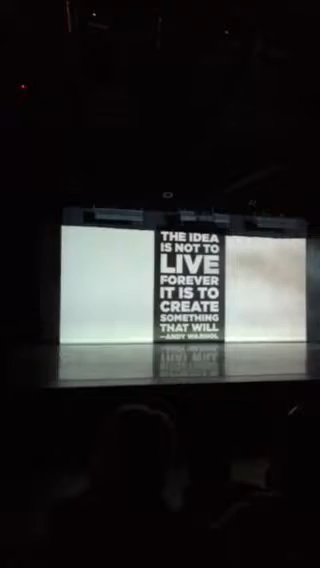 THE IDEA
IS NOT TO
LIVE
FOREVER
IT IS TO
CREATE
SOMETHING
THAT WILL
—ANDY WARHOL